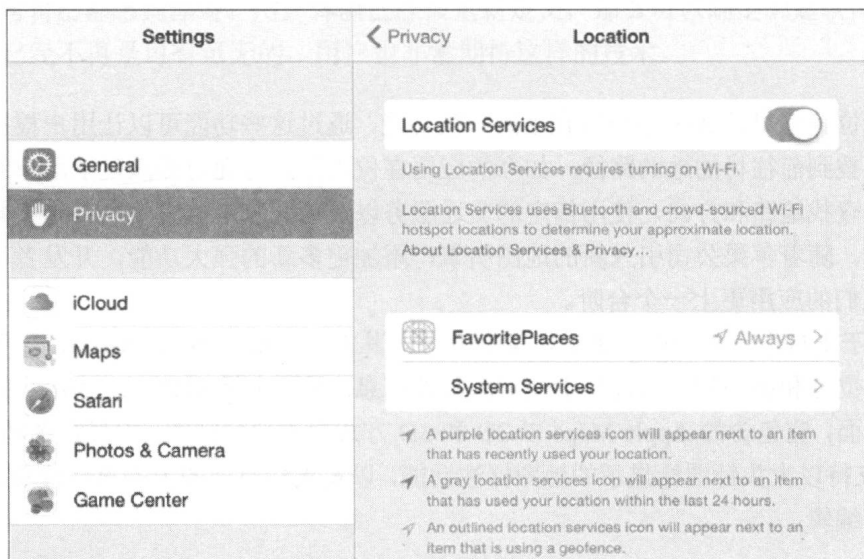 Settings
General
Privacy
iCloud
Maps
Safari
Photos & Camera
Game Center
Privacy
Location
Location Services
Using Location Services requires turning on Wi-Fi.
Location Services uses Bluetooth and crowd-sourced Wi-Fi
hotspot locations to determine your approximate location.
About Location Services & Privacy...
FavoritePlaces
Always
System Services
A purple location services icon will appear next to an item
that has recently used your location.
A gray location services icon will appear next to an item
that has used your location within the last 24 hours.
An outlined location services icon will appear next to an
item that is using a geofence.